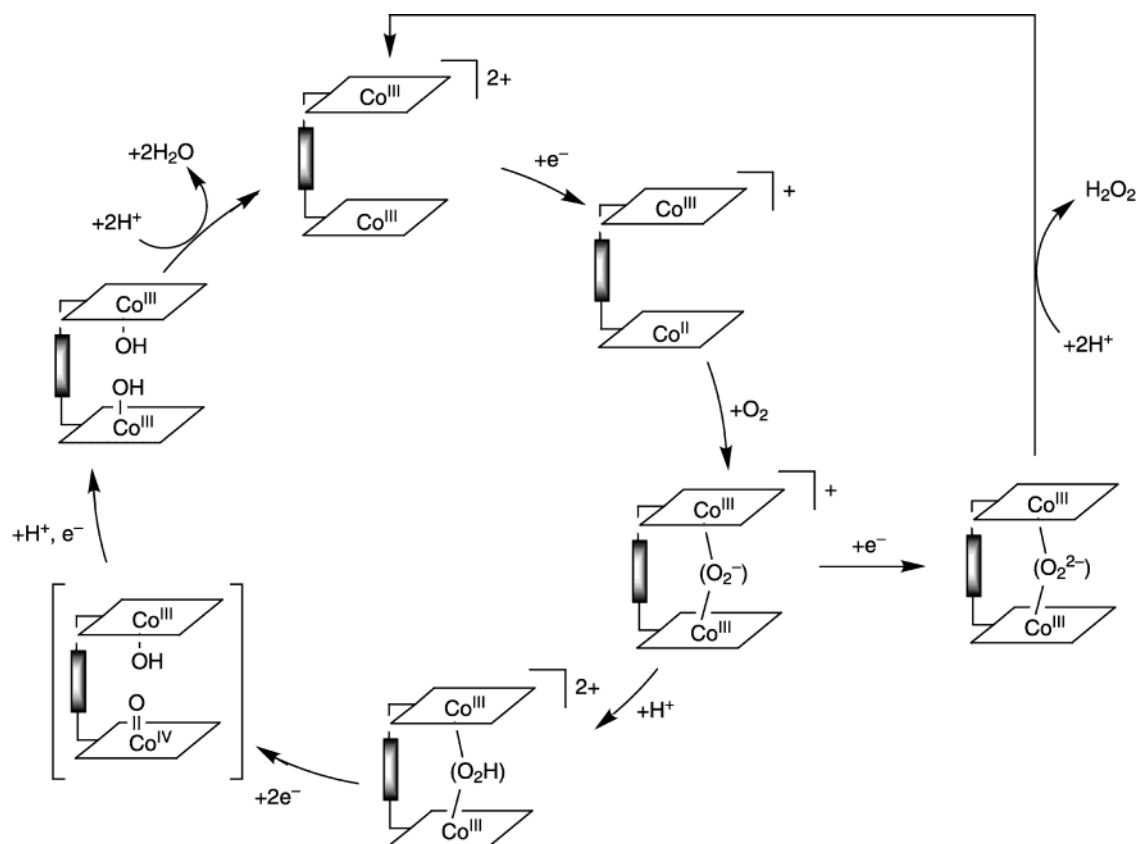 Co^III
2+
Co^III
+e^−
Co^III
+
Co^II
+O₂
Co^III
+
(O₂^−)
Co^III
+e^−
Co^III
(O₂^2−)
Co^III
+2H^+
H₂O₂
+H^+
Co^III
2+
(O₂H)
Co^III
+2e^−
Co^III
OH
O
Co^IV
+H^+, e^−
Co^III
OH
OH
Co^III
+2H^+
+2H₂O